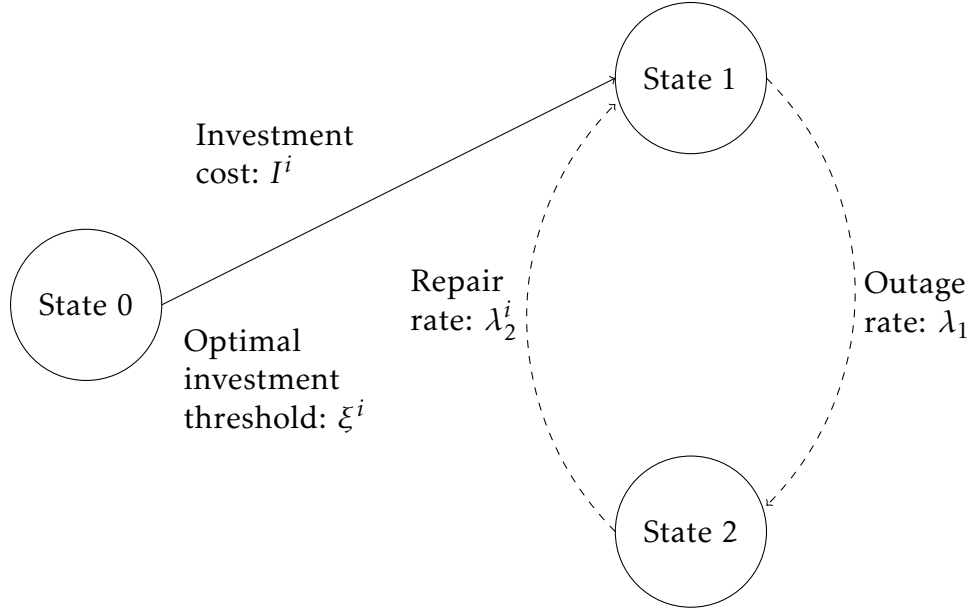 State 1
Investment
cost: I^i
State 0
Repair
rate: λ_2^i
Outage
rate: λ_1
Optimal
investment
threshold: ξ^i
State 2